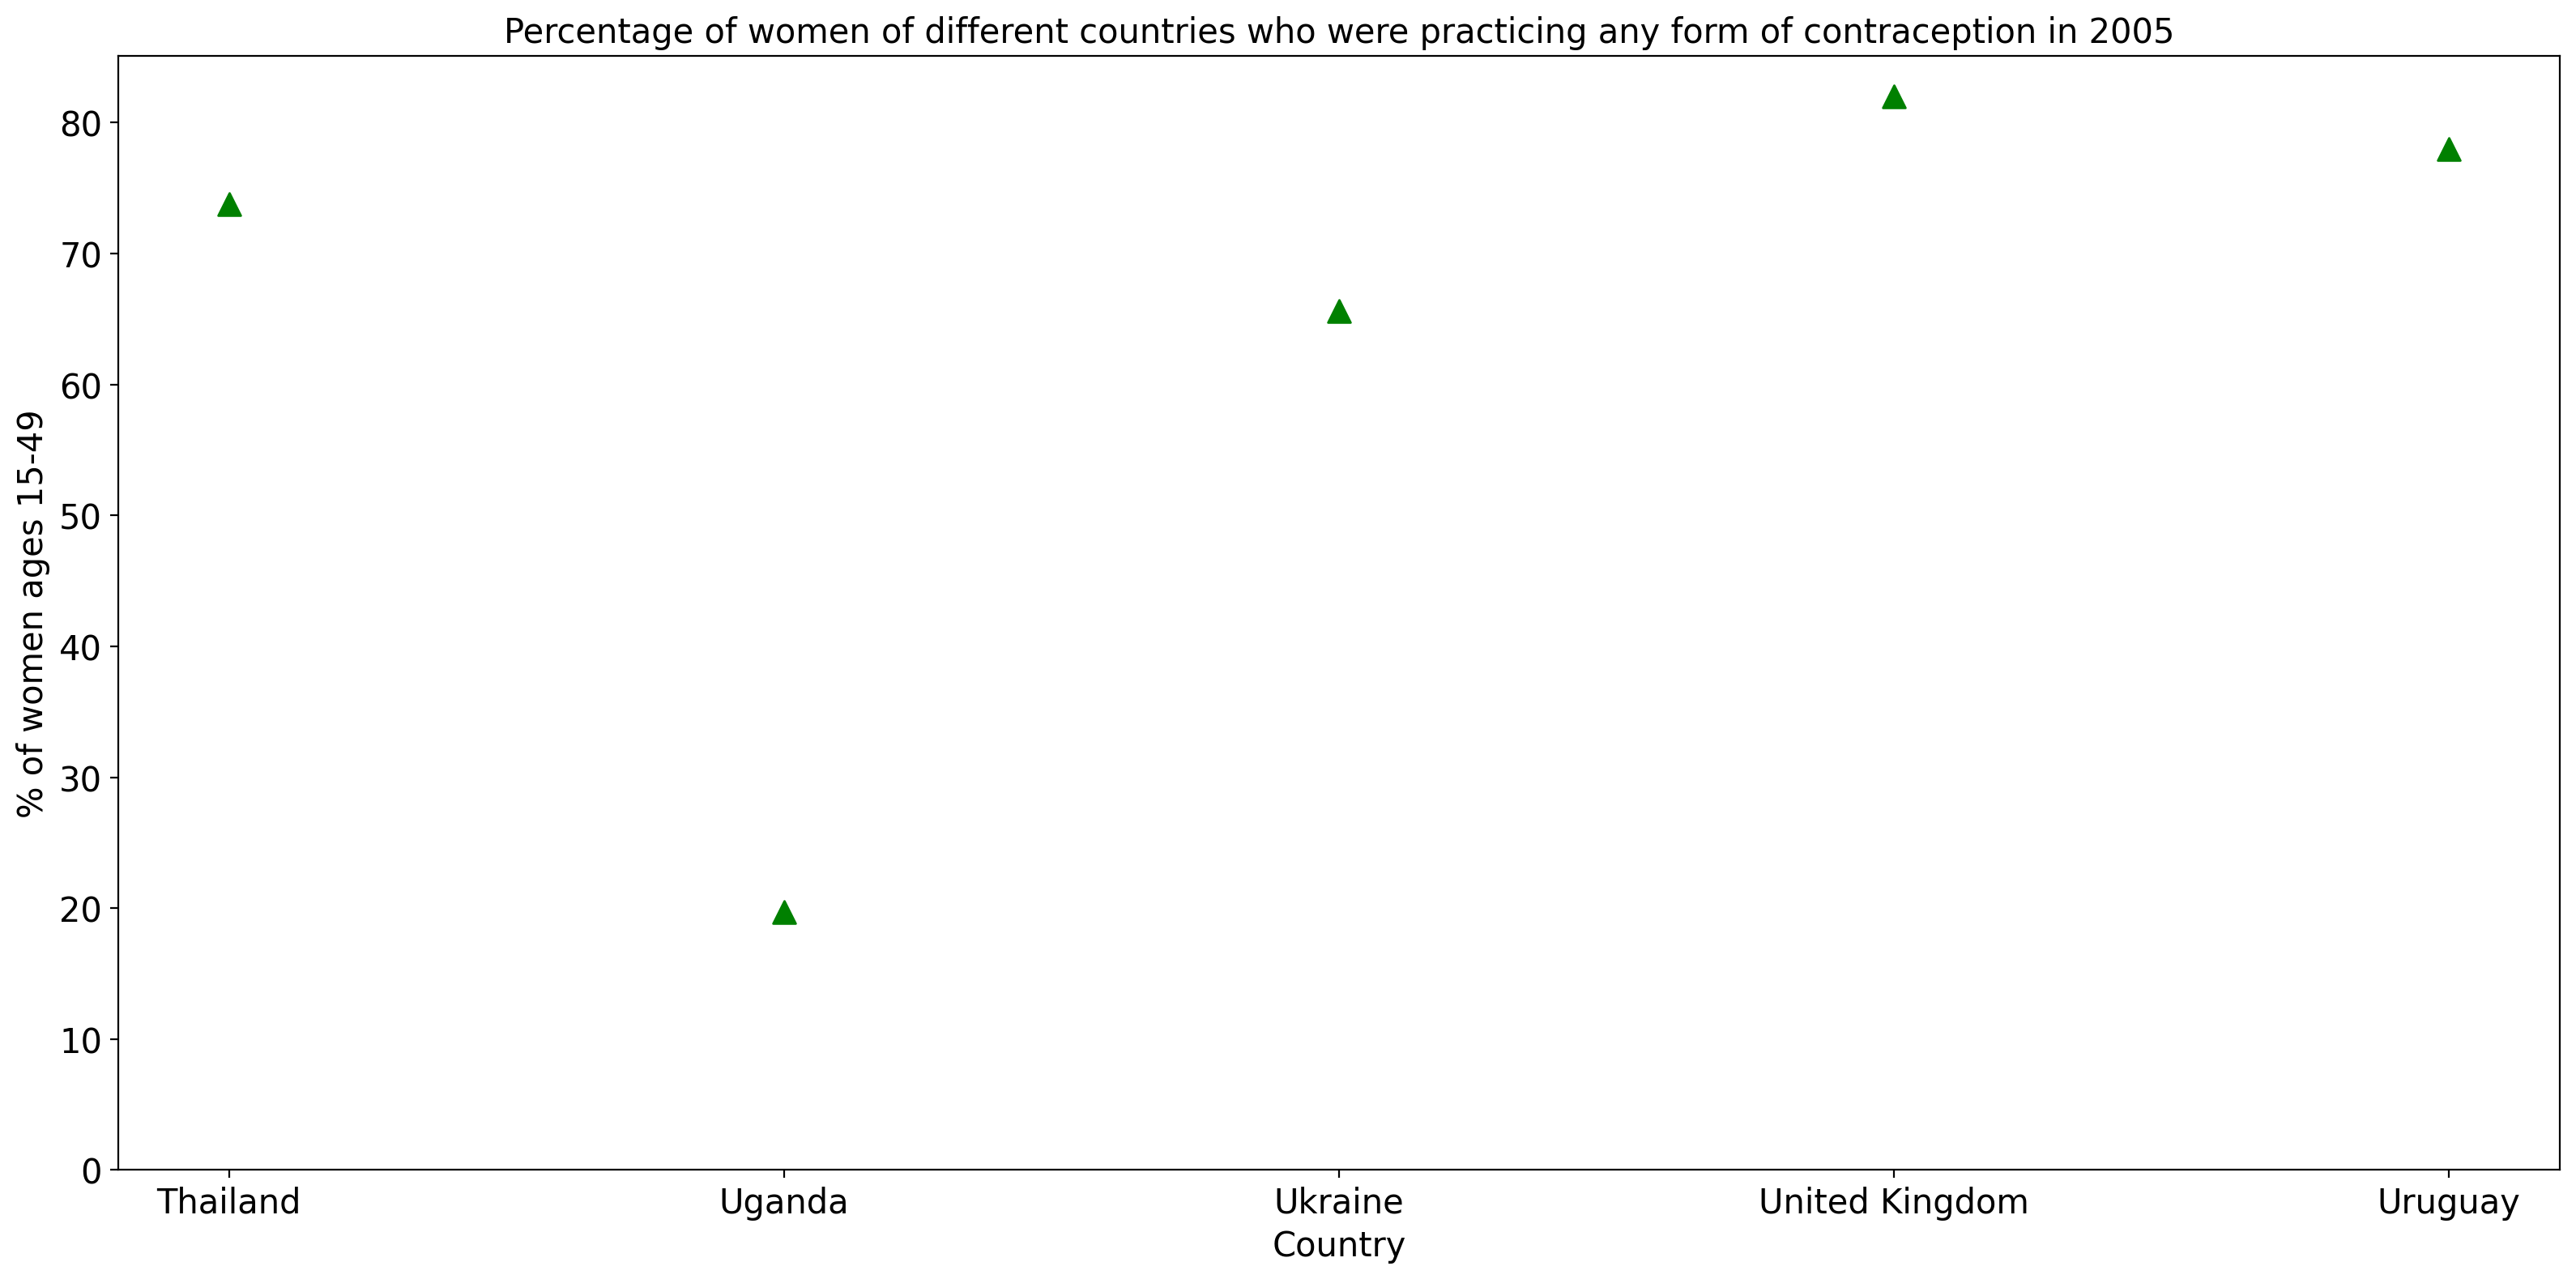 Percentage of women of different countries who were practicing any form of contraception in 2005
% of women ages 15-49
80
70
60
50
40
30
20
10
0
Thailand Uganda Ukraine United Kingdom Uruguay
Country